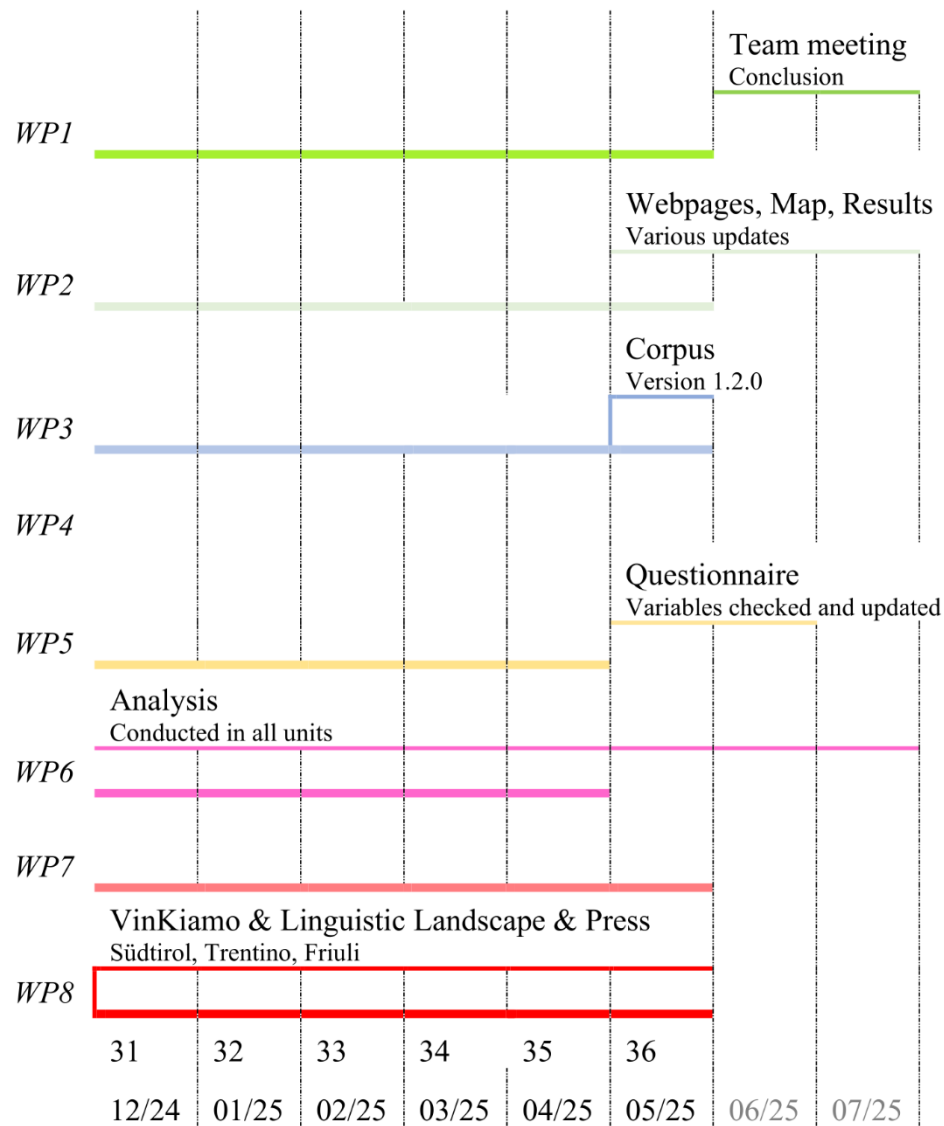 Team meeting
Conclusion
WP1
Webpages, Map, Results
Various updates
WP2
Corpus
Version 1.2.0
WP3
WP4
Questionnaire
Variables checked and updated
WP5
Analysis
Conducted in all units
WP6
WP7
VinKiamo & Linguistic Landscape & Press
Südtirol, Trentino, Friuli
WP8
31 32 33 34 35 36
12/24 01/25 02/25 03/25 04/25 05/25 06/25 07/25